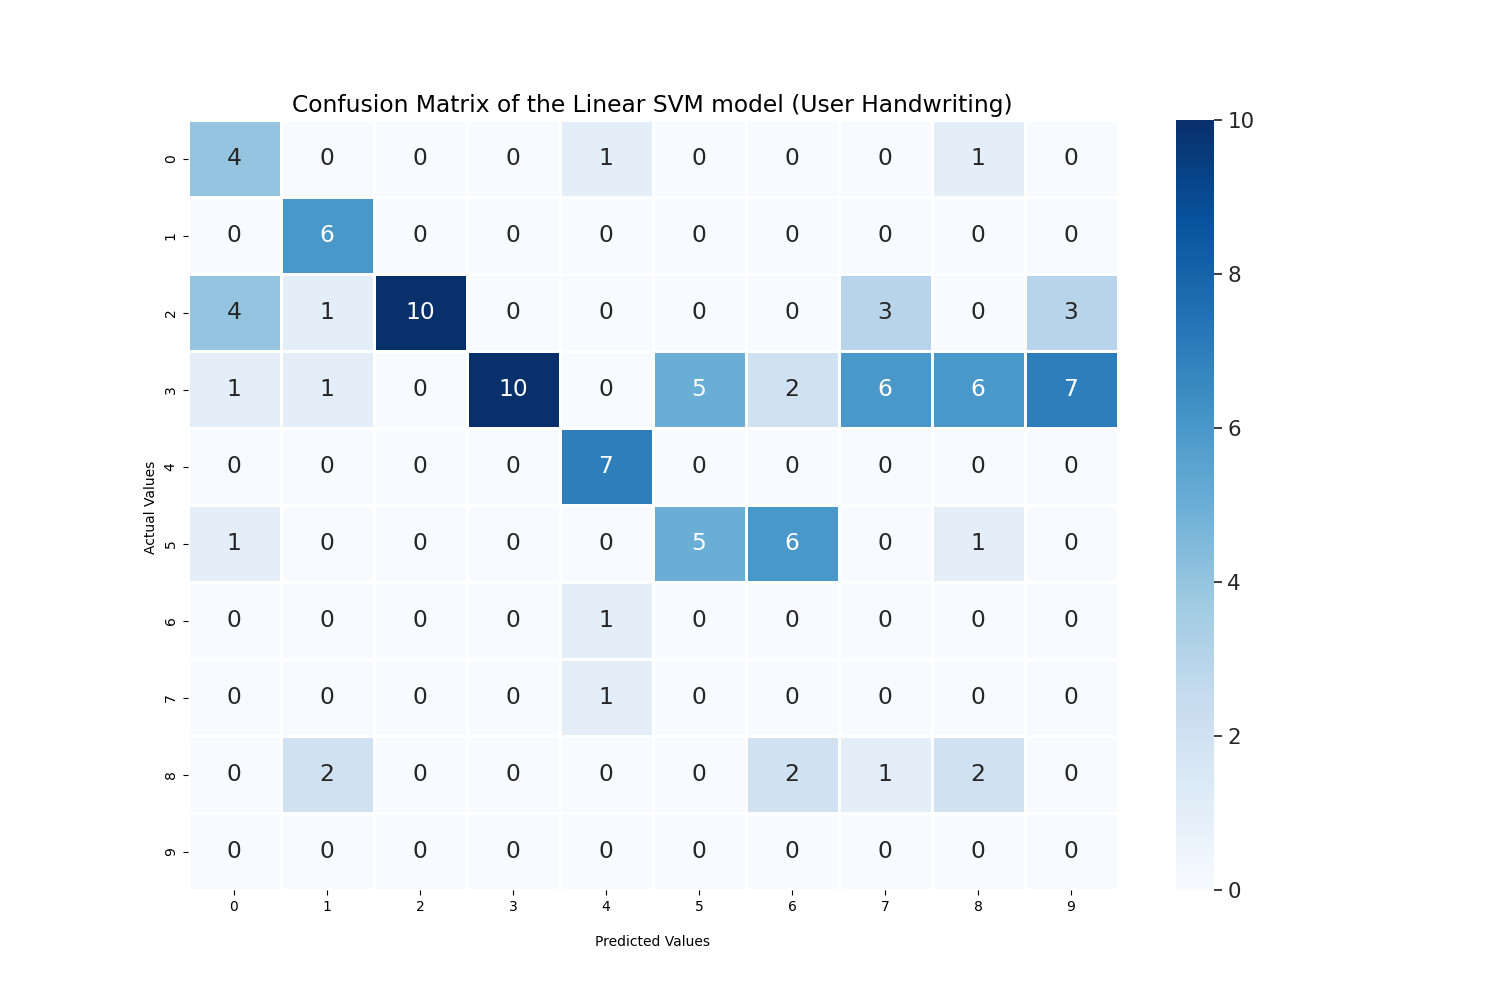 Confusion Matrix of the Linear SVM model (User Handwriting)
0 4 0 0 0 1 0 0 0 1 0
1 0 6 0 0 0 0 0 0 0 0
2 4 1 10 0 0 0 0 3 0 3
3 1 1 0 10 0 5 2 6 6 7
4 0 0 0 0 7 0 0 0 0 0
5 1 0 0 0 0 5 6 0 1 0
6 0 0 0 0 1 0 0 0 0 0
7 0 0 0 0 1 0 0 0 0 0
8 0 2 0 0 0 0 2 1 2 0
9 0 0 0 0 0 0 0 0 0 0
0 1 2 3 4 5 6 7 8 9
Predicted Values
Actual Values
10
8
6
4
2
0